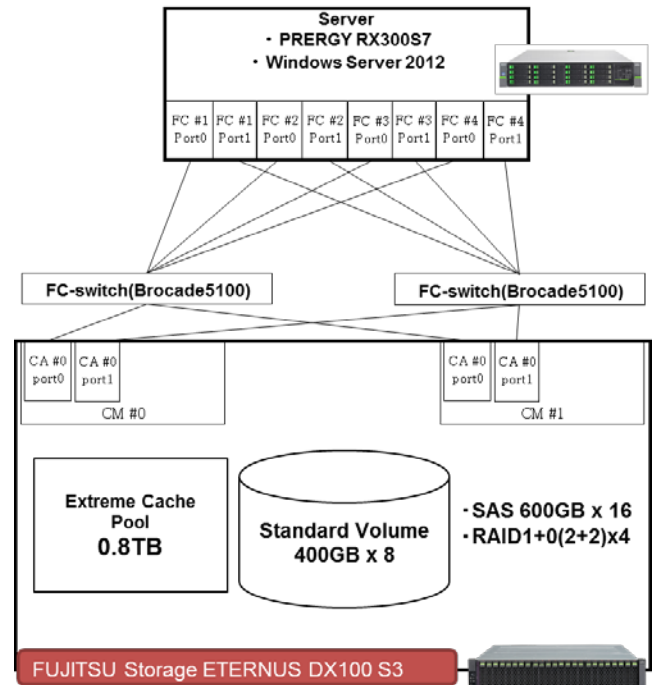 Server
・ PRERGY RX300S7
・ Windows Server 2012
FC #1 Port0
FC #1 Port1
FC #2 Port0
FC #2 Port1
FC #3 Port0
FC #3 Port1
FC #4 Port0
FC #4 Port1
FC-switch(Brocade5100)
FC-switch(Brocade5100)
CA #0 port0
CA #0 port1
CM #0
CA #0 port0
CA #0 port1
CM #1
Extreme Cache
Pool
0.8TB
Standard Volume
400GB x 8
・SAS 600GB x 16
・RAID1+0(2+2)x4
FUJITSU Storage ETERNUS DX100 S3